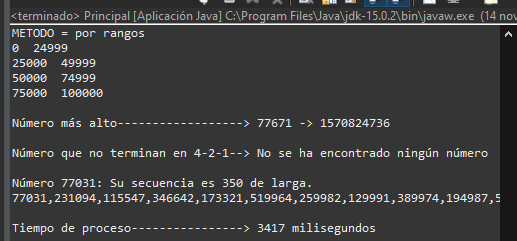 <terminado> Principal [Aplicación Java] C:\Program Files\Java\jdk-15.0.2\bin\javaw.exe (14 nov
METODO = por rangos
0 24999
25000 49999
50000 74999
75000 100000
Número más alto------------------> 77671 -> 1570824736
Número que no terminan en 4-2-1--> No se ha encontrado ningún número
Número 77031: Su secuencia es 350 de larga.
77031,231094,115547,346642,173321,519964,259982,129991,389974,194987,5
Tiempo de proceso----------------> 3417 milisegundos